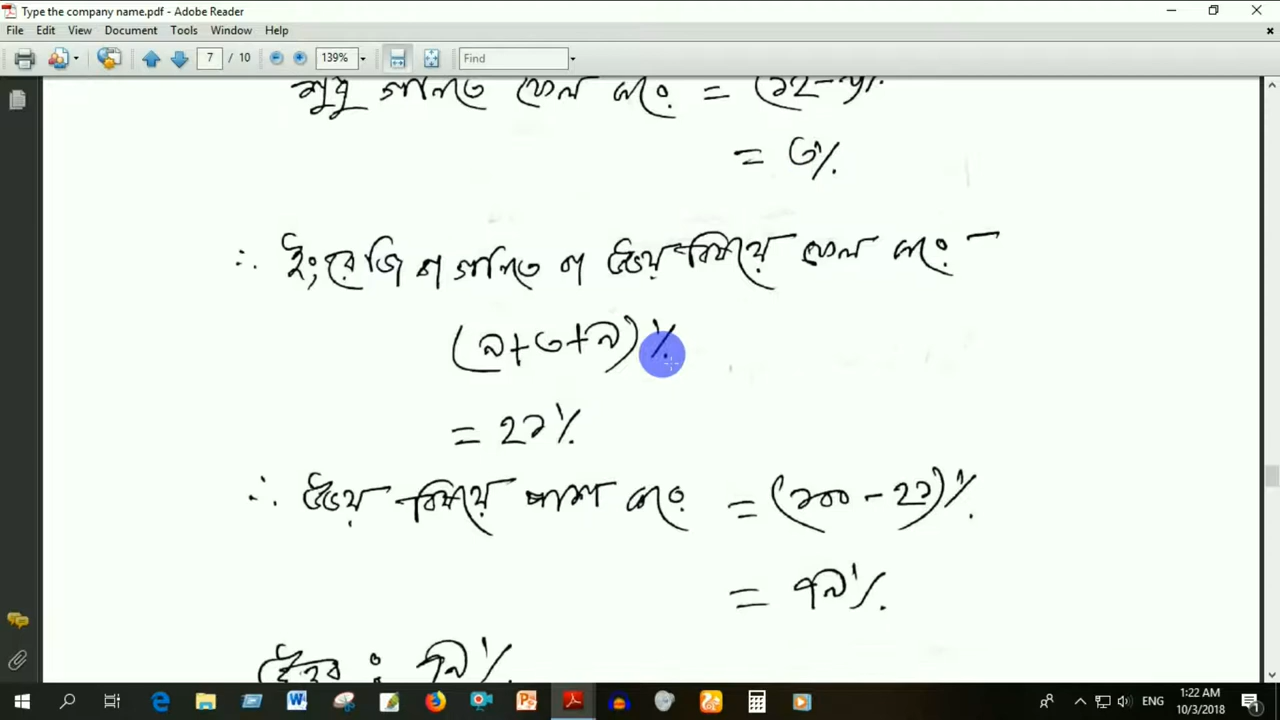 Type the company name.pdf - Adobe Reader
File Edit View Document Tools Window Help
7 / 10 139% Find
শুধু গনিতে ফেল করে = (১২-৯)%
= ৩%
∴ ইংরেজি বা গনিতে বা উভয় বিষয়ে ফেল করে -
(৯+৩+৯)%
= ২১%
∴ উভয় বিষয়ে পাশ করে = (১০০ - ২১)%
= ৭৯%
উত্তর : ৭৯%
ENG
1:22 AM
10/3/2018